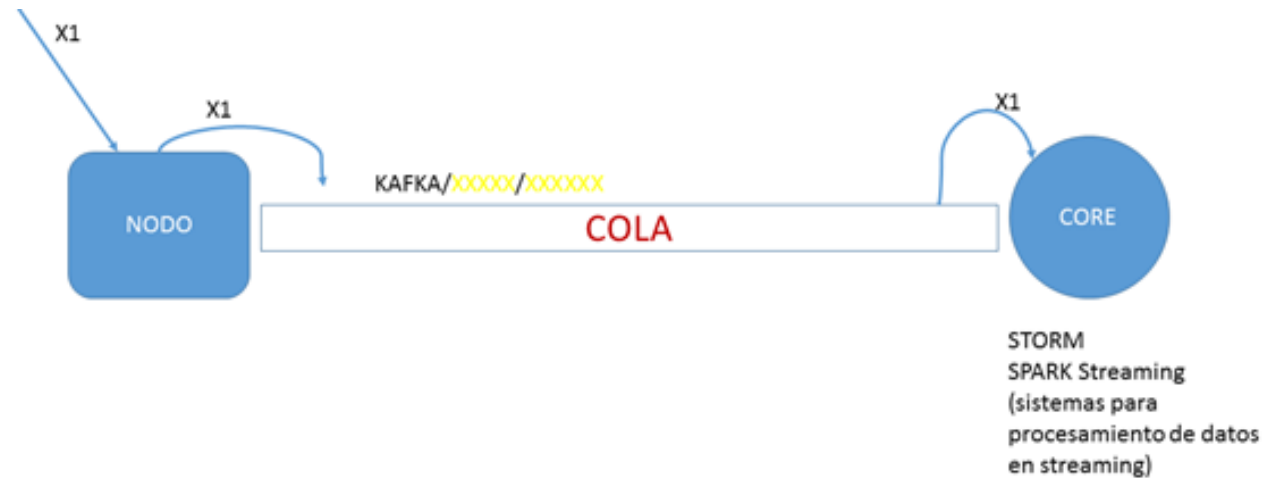 X1
X1
X1
KAFKA/XXXXX/XXXXXX
COLA
NODO
CORE
STORM
SPARK Streaming
(sistemas para
procesamiento de datos
en streaming)